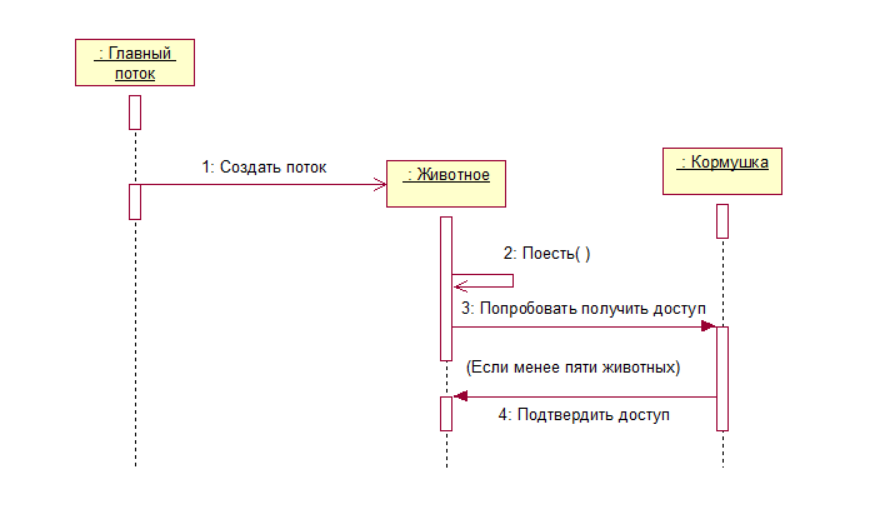 : Главный
поток
1: Создать поток
: Животное
: Кормушка
2: Поесть( )
3: Попробовать получить доступ
(Если менее пяти животных)
4: Подтвердить доступ